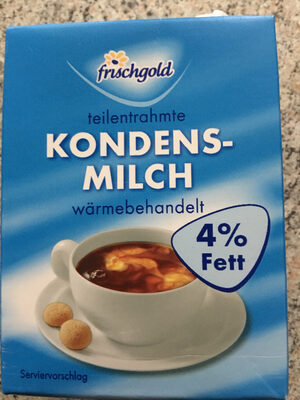 frischgold
teilentrahmte
KONDENS-
MILCH
wärmebehandelt
4%
Fett
Serviervorschlag